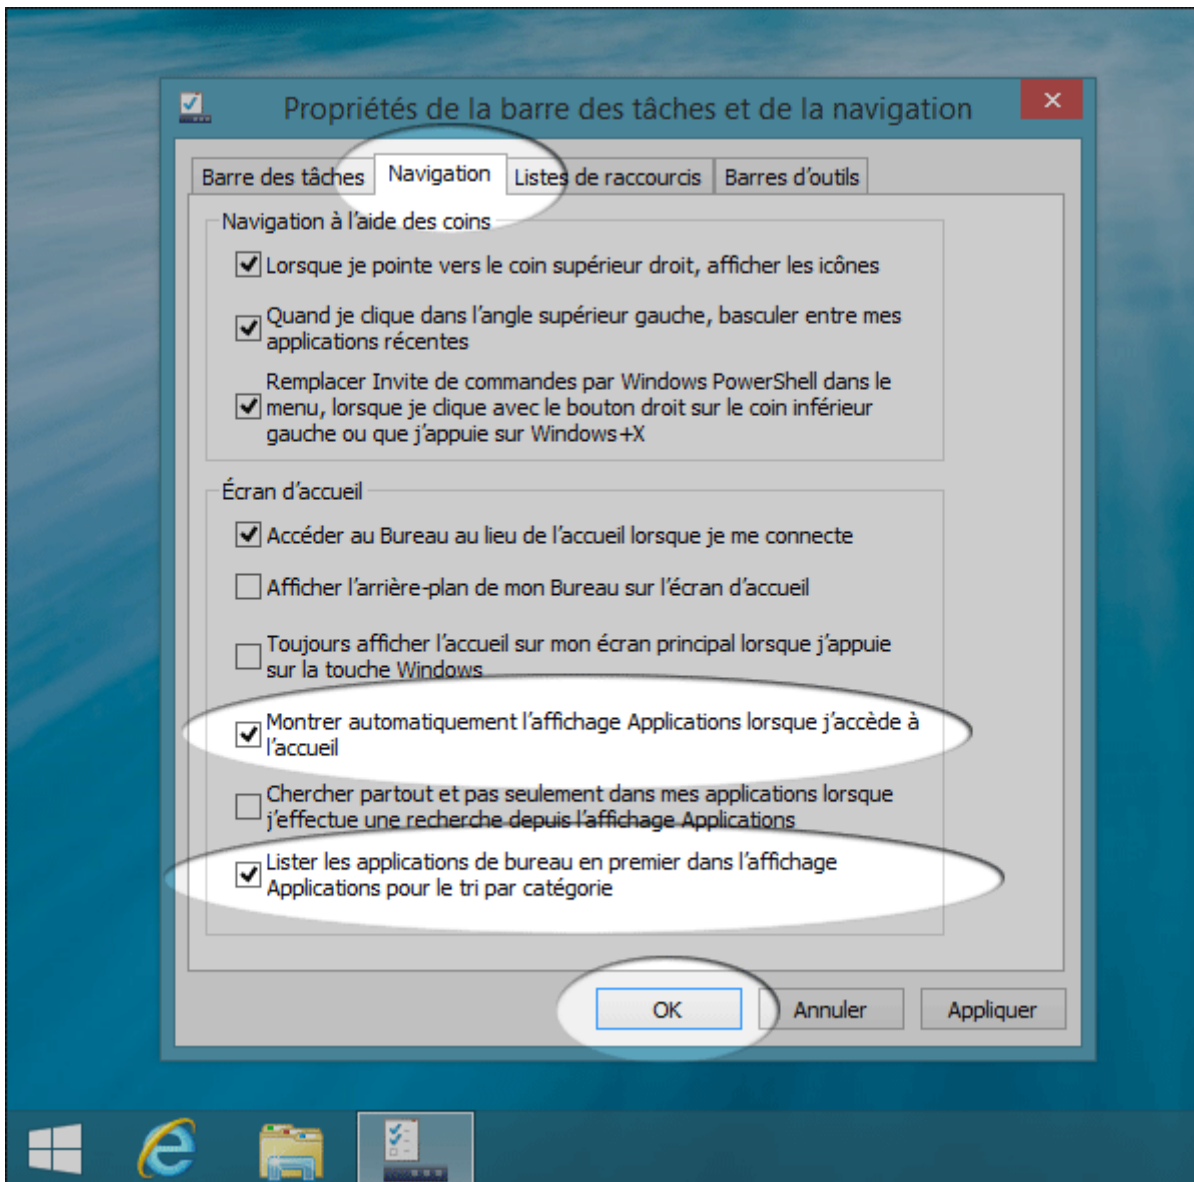 Propriétés de la barre des tâches et de la navigation
Barre des tâches Navigation Listes de raccourcis Barres d'outils
Navigation à l'aide des coins
Lorsque je pointe vers le coin supérieur droit, afficher les icônes
Quand je clique dans l'angle supérieur gauche, basculer entre mes
applications récentes
Remplacer Invite de commandes par Windows PowerShell dans le
menu, lorsque je clique avec le bouton droit sur le coin inférieur
gauche ou que j'appuie sur Windows+X
Écran d'accueil
Accéder au Bureau au lieu de l'accueil lorsque je me connecte
Afficher l'arrière-plan de mon Bureau sur l'écran d'accueil
Toujours afficher l'accueil sur mon écran principal lorsque j'appuie
sur la touche Windows
Montrer automatiquement l'affichage Applications lorsque j'accède à
l'accueil
Chercher partout et pas seulement dans mes applications lorsque
j'effectue une recherche depuis l'affichage Applications
Lister les applications de bureau en premier dans l'affichage
Applications pour le tri par catégorie
OK Annuler Appliquer